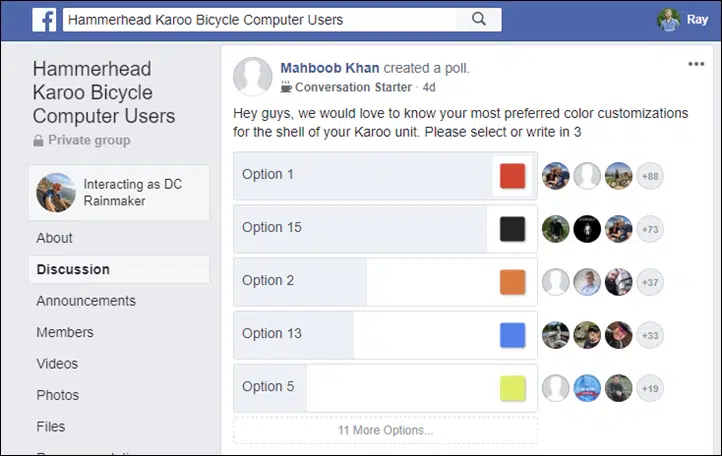 f
Hammerhead Karoo Bicycle Computer Users
Ray
Hammerhead
Karoo Bicycle
Computer Users
Private group
Interacting as DC
Rainmaker
About
Discussion
Announcements
Members
Videos
Photos
Files
Mahboob Khan created a poll.
Conversation Starter · 4d
Hey guys, we would love to know your most preferred color customizations
for the shell of your Karoo unit. Please select or write in 3
Option 1
+88
Option 15
+73
Option 2
+37
Option 13
+33
Option 5
+19
11 More Options...